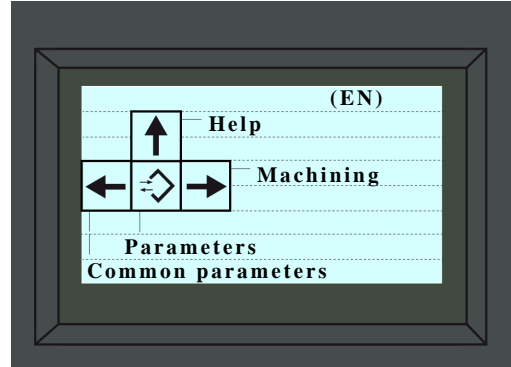 (EN)
Help
Machining
Parameters
Common parameters